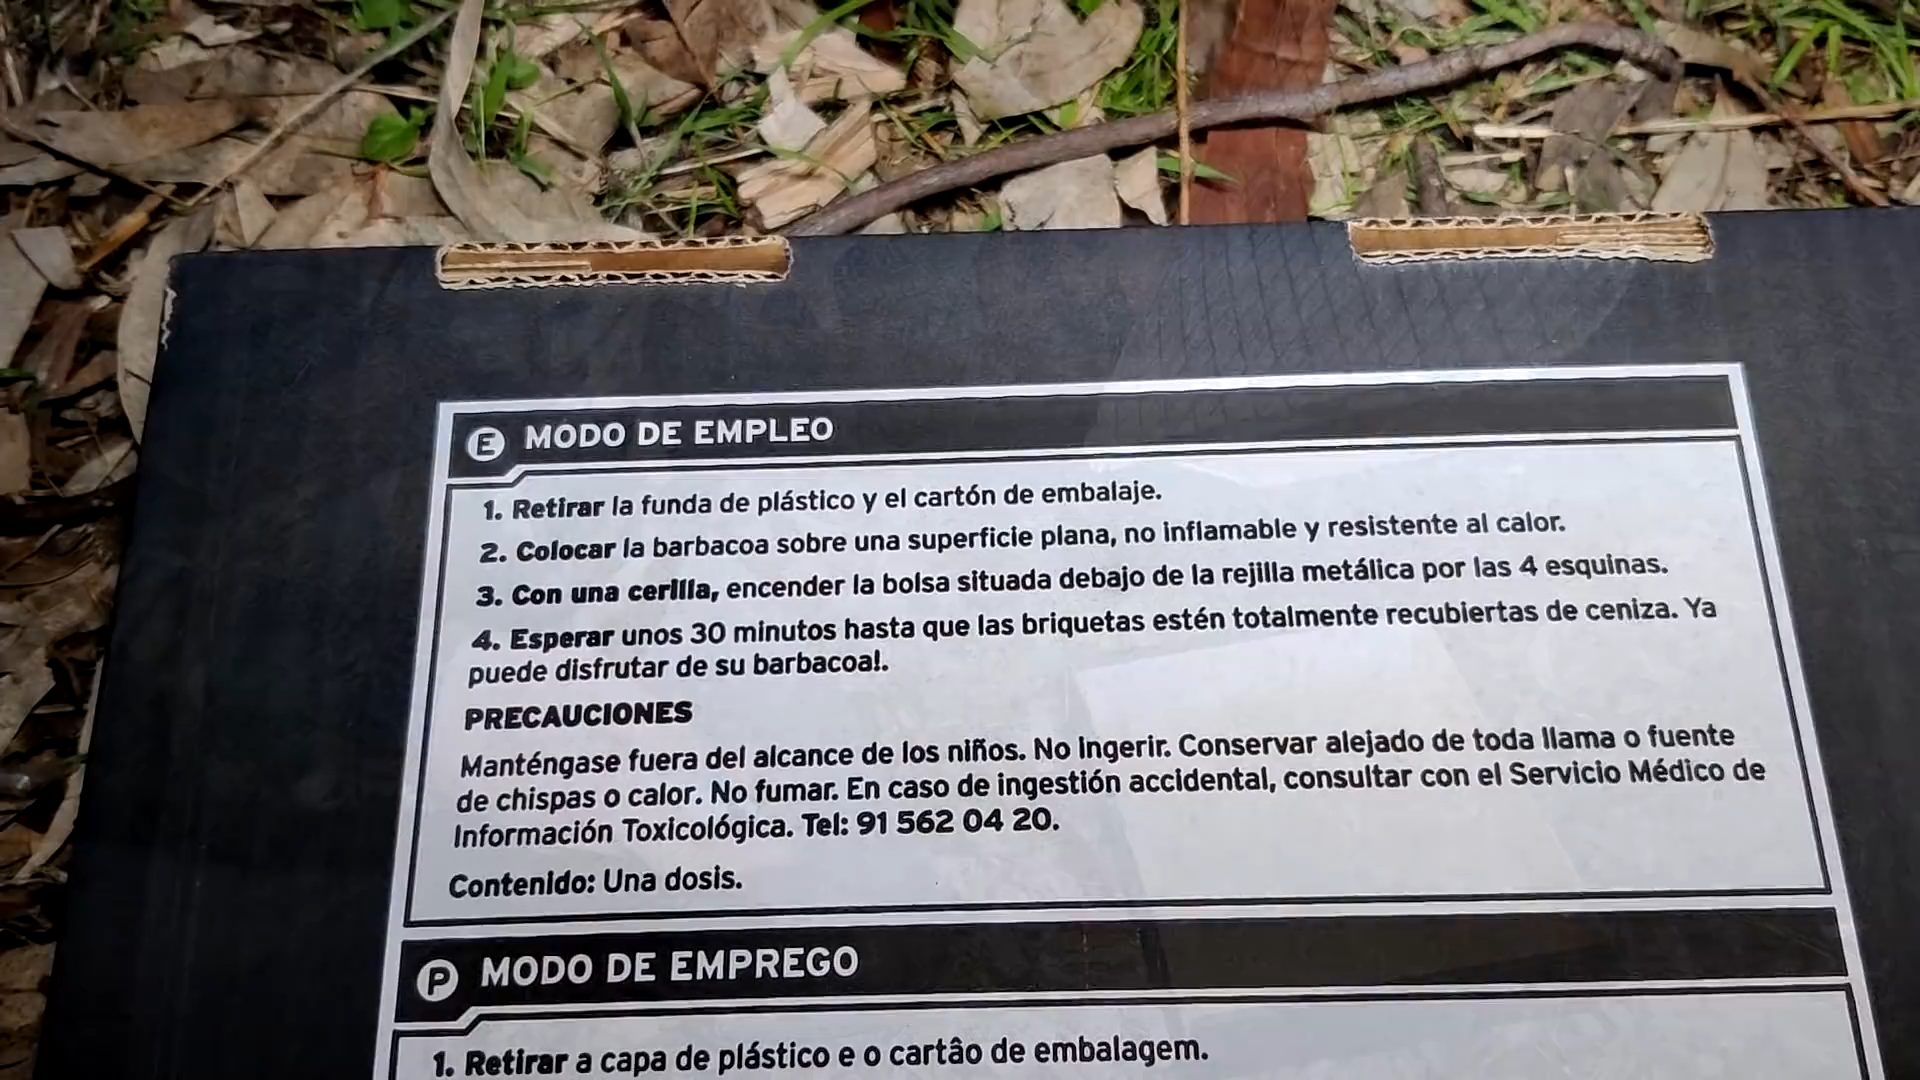 E MODO DE EMPLEO
1. Retirar la funda de plástico y el cartón de embalaje.
2. Colocar la barbacoa sobre una superficie plana, no inflamable y resistente al calor.
3. Con una cerilla, encender la bolsa situada debajo de la rejilla metálica por las 4 esquinas.
4. Esperar unos 30 minutos hasta que las briquetas estén totalmente recubiertas de ceniza. Ya
puede disfrutar de su barbacoa!.
PRECAUCIONES
Manténgase fuera del alcance de los niños. No Ingerir. Conservar alejado de toda llama o fuente
de chispas o calor. No fumar. En caso de ingestión accidental, consultar con el Servicio Médico de
Información Toxicológica. Tel: 91 562 04 20.
Contenido: Una dosis.
P MODO DE EMPREGO
1. Retirar a capa de plástico e o cartâo de embalagem.